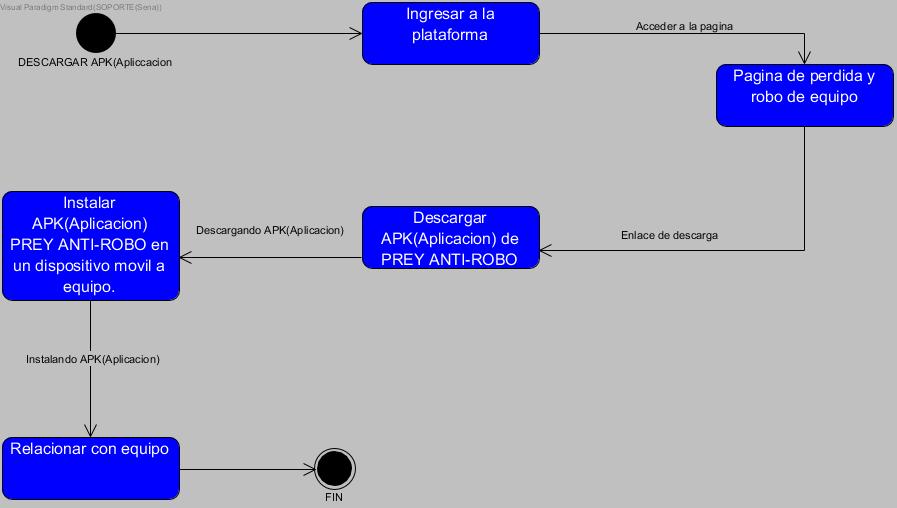 Visual Paradigm Standard(SOPORTE(Sena))
DESCARGAR APK(Apliccacion
Ingresar a la
plataforma
Acceder a la pagina
Pagina de perdida y
robo de equipo
Enlace de descarga
Descargar
APK(Aplicacion) de
PREY ANTI-ROBO
Descargando APK(Aplicacion)
Instalar
APK(Aplicacion)
PREY ANTI-ROBO en
un dispositivo movil a
equipo.
Instalando APK(Aplicacion)
Relacionar con equipo
FIN